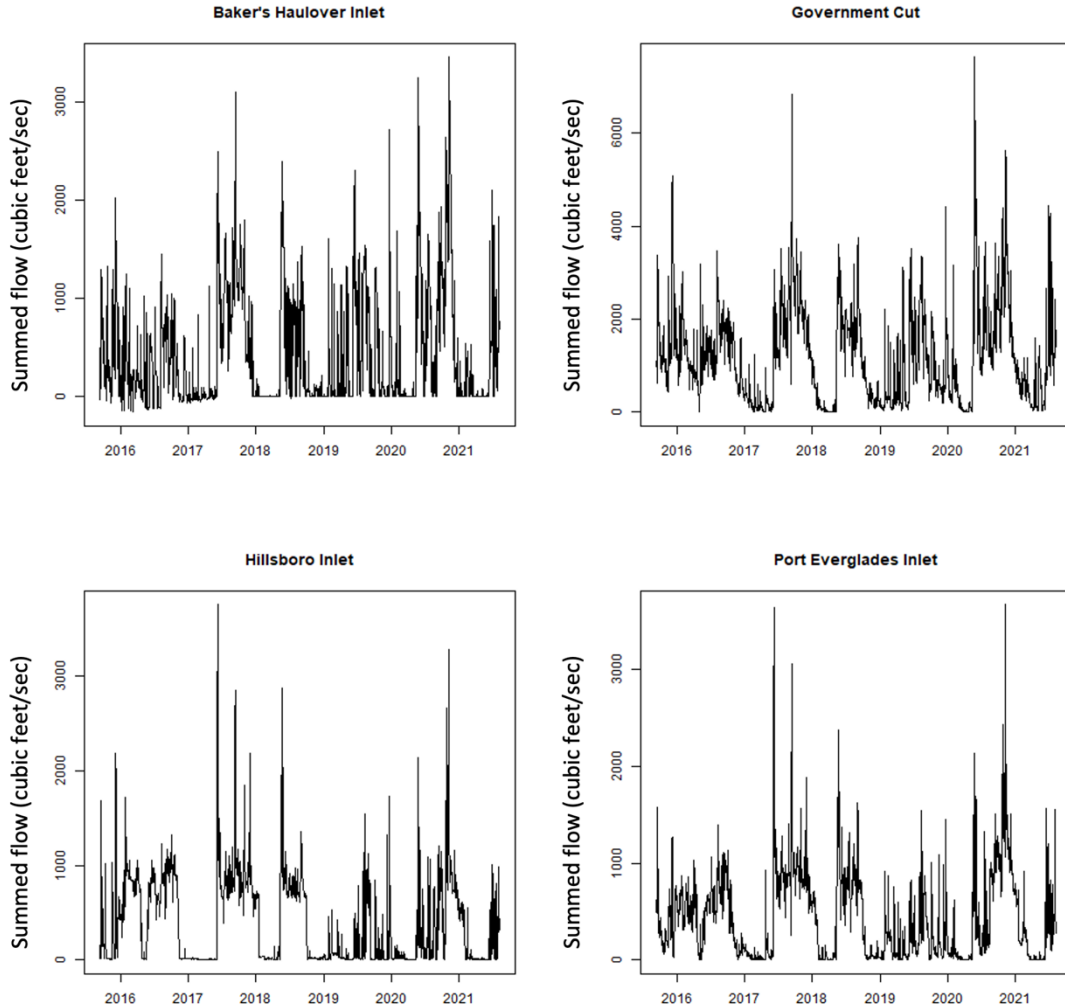 Baker's Haulover Inlet
Summed flow (cubic feet/sec)
3000
2000
1000
0
2016 2017 2018 2019 2020 2021
Government Cut
Summed flow (cubic feet/sec)
6000
4000
2000
0
2016 2017 2018 2019 2020 2021
Hillsboro Inlet
Summed flow (cubic feet/sec)
3000
2000
1000
0
2016 2017 2018 2019 2020 2021
Port Everglades Inlet
Summed flow (cubic feet/sec)
3000
2000
1000
0
2016 2017 2018 2019 2020 2021